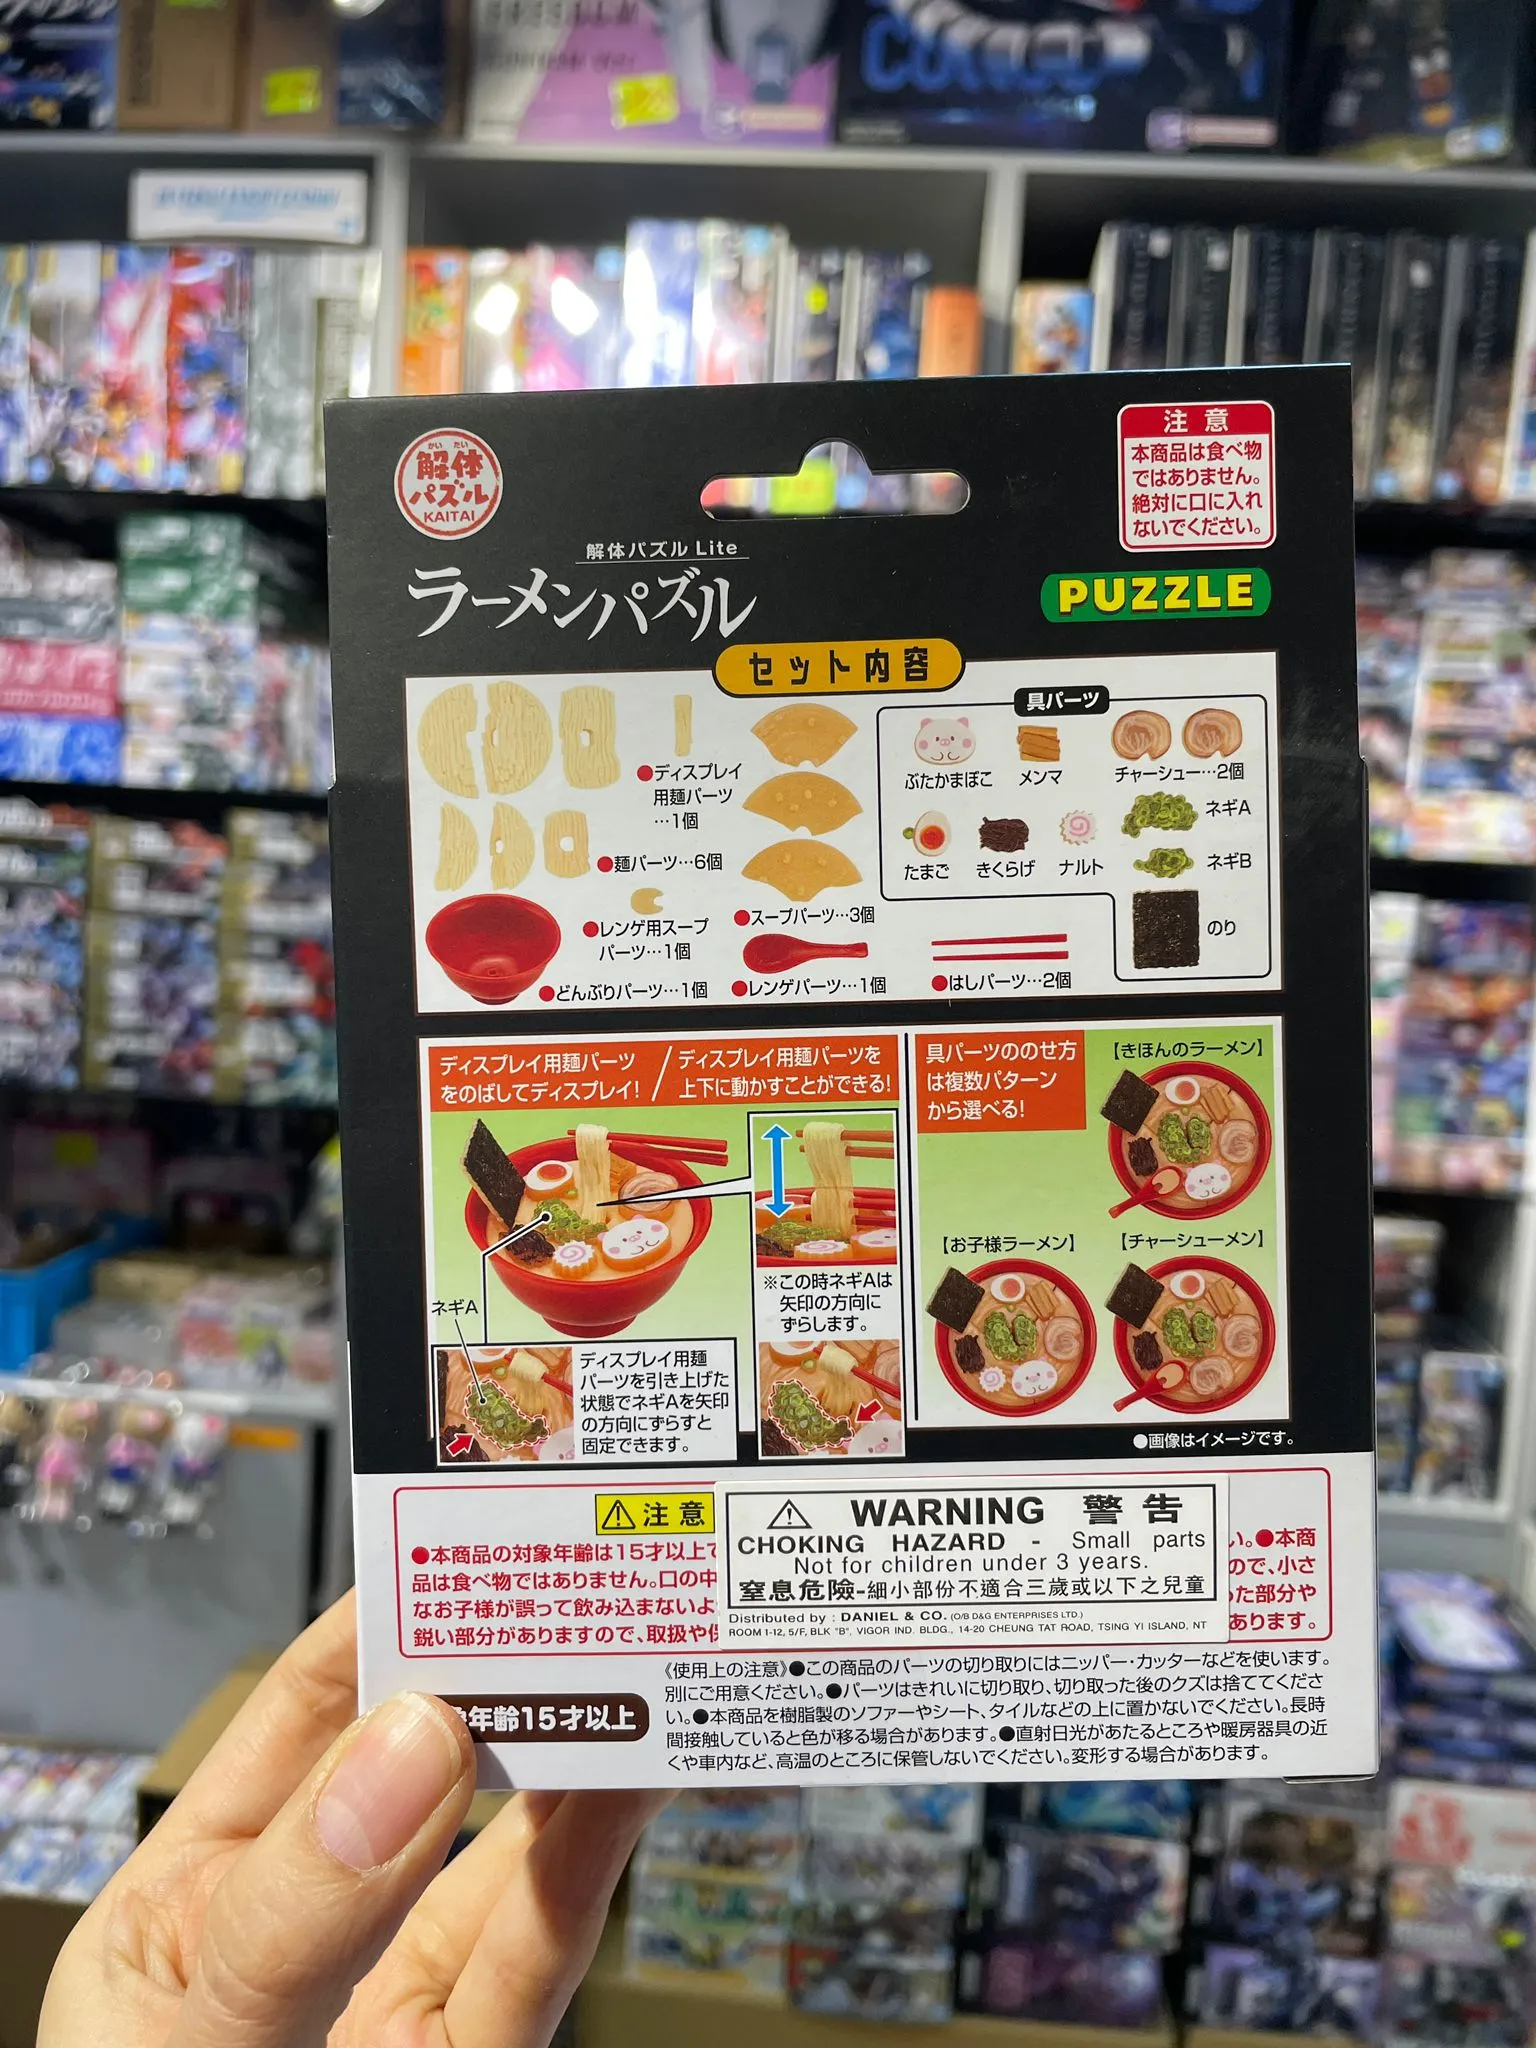 かいたい
解体
パズル
KAITAI
解体パズル Lite
ラーメンパズル
注意
本商品は食べ物
ではありません。
絶対に口に入れ
ないでください。
PUZZLE
セット内容
●ディスプレイ
用麺パーツ
…1個
●麺パーツ…6個
●レンゲ用スープ
パーツ…1個
●スープパーツ…3個
●どんぶりパーツ…1個
●レンゲパーツ…1個
●はしパーツ…2個
具パーツ
ぶたかまぼこ
メンマ
チャーシュー…2個
たまご
きくらげ
ナルト
ネギA
ネギB
のり
ディスプレイ用麺パーツ
をのばしてディスプレイ!
ディスプレイ用麺パーツを
上下に動かすことができる!
ネギA
※この時ネギAは
矢印の方向に
ずらします。
ディスプレイ用麺
パーツを引き上げた
状態でネギAを矢印
の方向にずらすと
固定できます。
具パーツののせ方
は複数パターン
から選べる!
【きほんのラーメン】
【お子様ラーメン】
【チャーシューメン】
●画像はイメージです。
注意
●本商品の対象年齢は15才以上で
品は食べ物ではありません。口の中
なお子様が誤って飲み込まないよ
鋭い部分がありますので、取扱や保
い。●本商
ので、小さ
った部分や
あります。
WARNING 警告
CHOKING HAZARD - Small parts
Not for children under 3 years.
窒息危險-細小部份不適合三歲或以下之兒童
Distributed by : DANIEL & CO. (O/B D&G ENTERPRISES LTD.)
ROOM 1-12, 5/F, BLK "B", VIGOR IND. BLDG., 14-20 CHEUNG TAT ROAD, TSING YI ISLAND, NT
年齢15才以上
《使用上の注意》●この商品のパーツの切り取りにはニッパー・カッターなどを使います。
別にご用意ください。●パーツはきれいに切り取り、切り取った後のクズは捨ててくださ
い。●本商品を樹脂製のソファーやシート、タイルなどの上に置かないでください。長時
間接触していると色が移る場合があります。●直射日光があたるところや暖房器具の近
くや車内など、高温のところに保管しないでください。変形する場合があります。